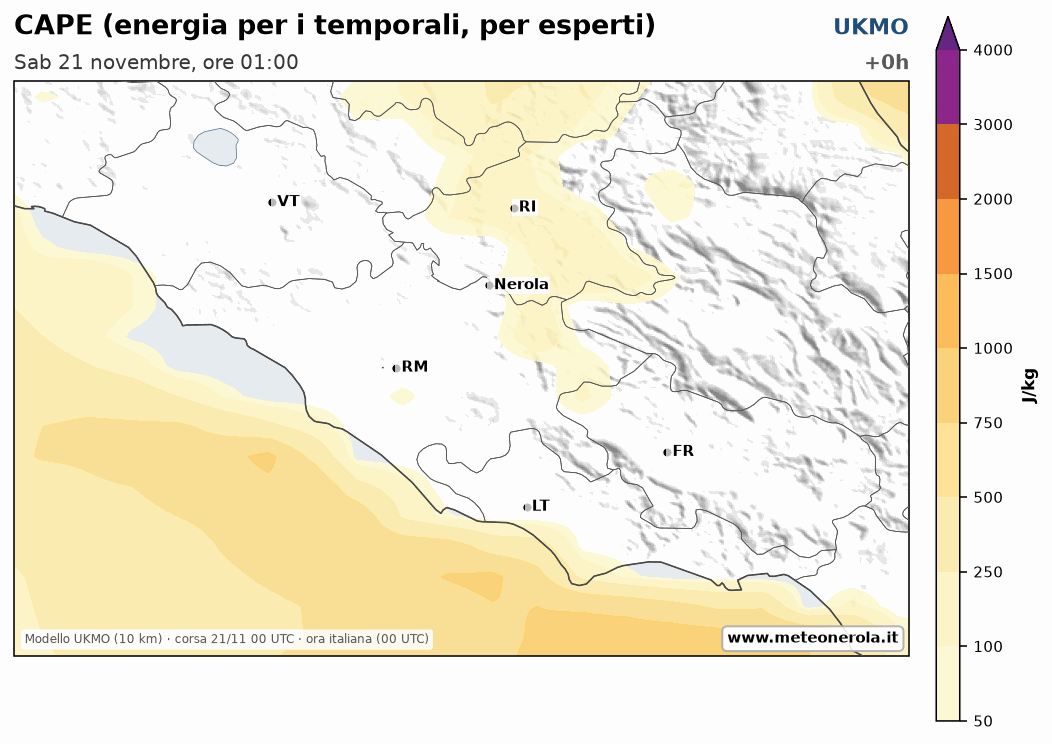 CAPE (energia per i temporali, per esperti)
UKMO
Sab 21 novembre, ore 01:00
+0h
4000
3000
2000
1500
1000
750
500
250
100
50
J/kg
VT
RI
Nerola
RM
FR
LT
Modello UKMO (10 km) · corsa 21/11 00 UTC · ora italiana (00 UTC)
www.meteonerola.it